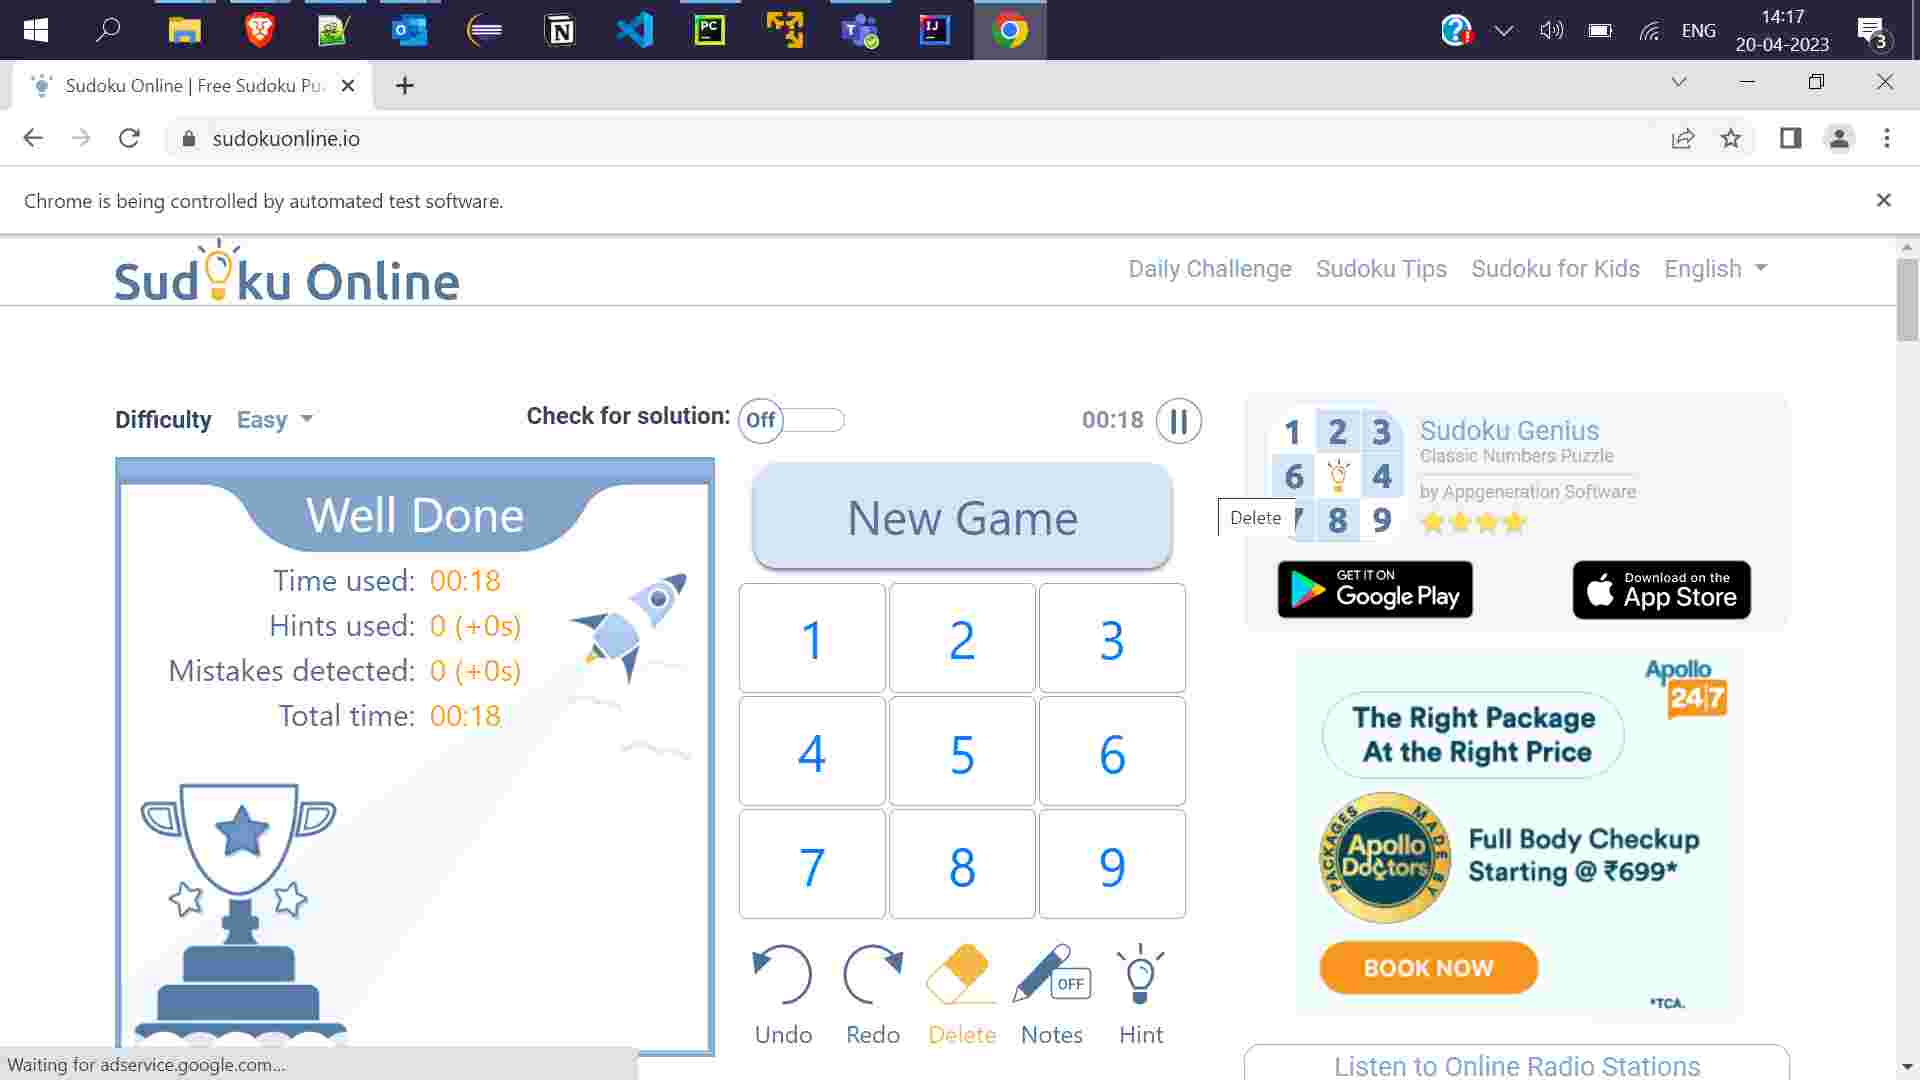 PC
IJ
ENG
14:17
20-04-2023
3
Sudoku Online | Free Sudoku Pu
sudokuonline.io
Chrome is being controlled by automated test software.
Sudoku Online
Daily Challenge Sudoku Tips Sudoku for Kids English
Difficulty Easy
Check for solution: Off
00:18
Well Done
Time used: 00:18
Hints used: 0 (+0s)
Mistakes detected: 0 (+0s)
Total time: 00:18
New Game
1 2 3
4 5 6
7 8 9
Undo Redo Delete Notes Hint
OFF
Delete
1 2 3
6 4
7 8 9
Sudoku Genius
Classic Numbers Puzzle
by Appgeneration Software
GET IT ON
Google Play
Download on the
App Store
Apollo
24|7
The Right Package
At the Right Price
PACKAGES MADE BY
Apollo
Doctors
Full Body Checkup
Starting @ ₹699*
BOOK NOW
*TCA.
Listen to Online Radio Stations
Waiting for adservice.google.com...